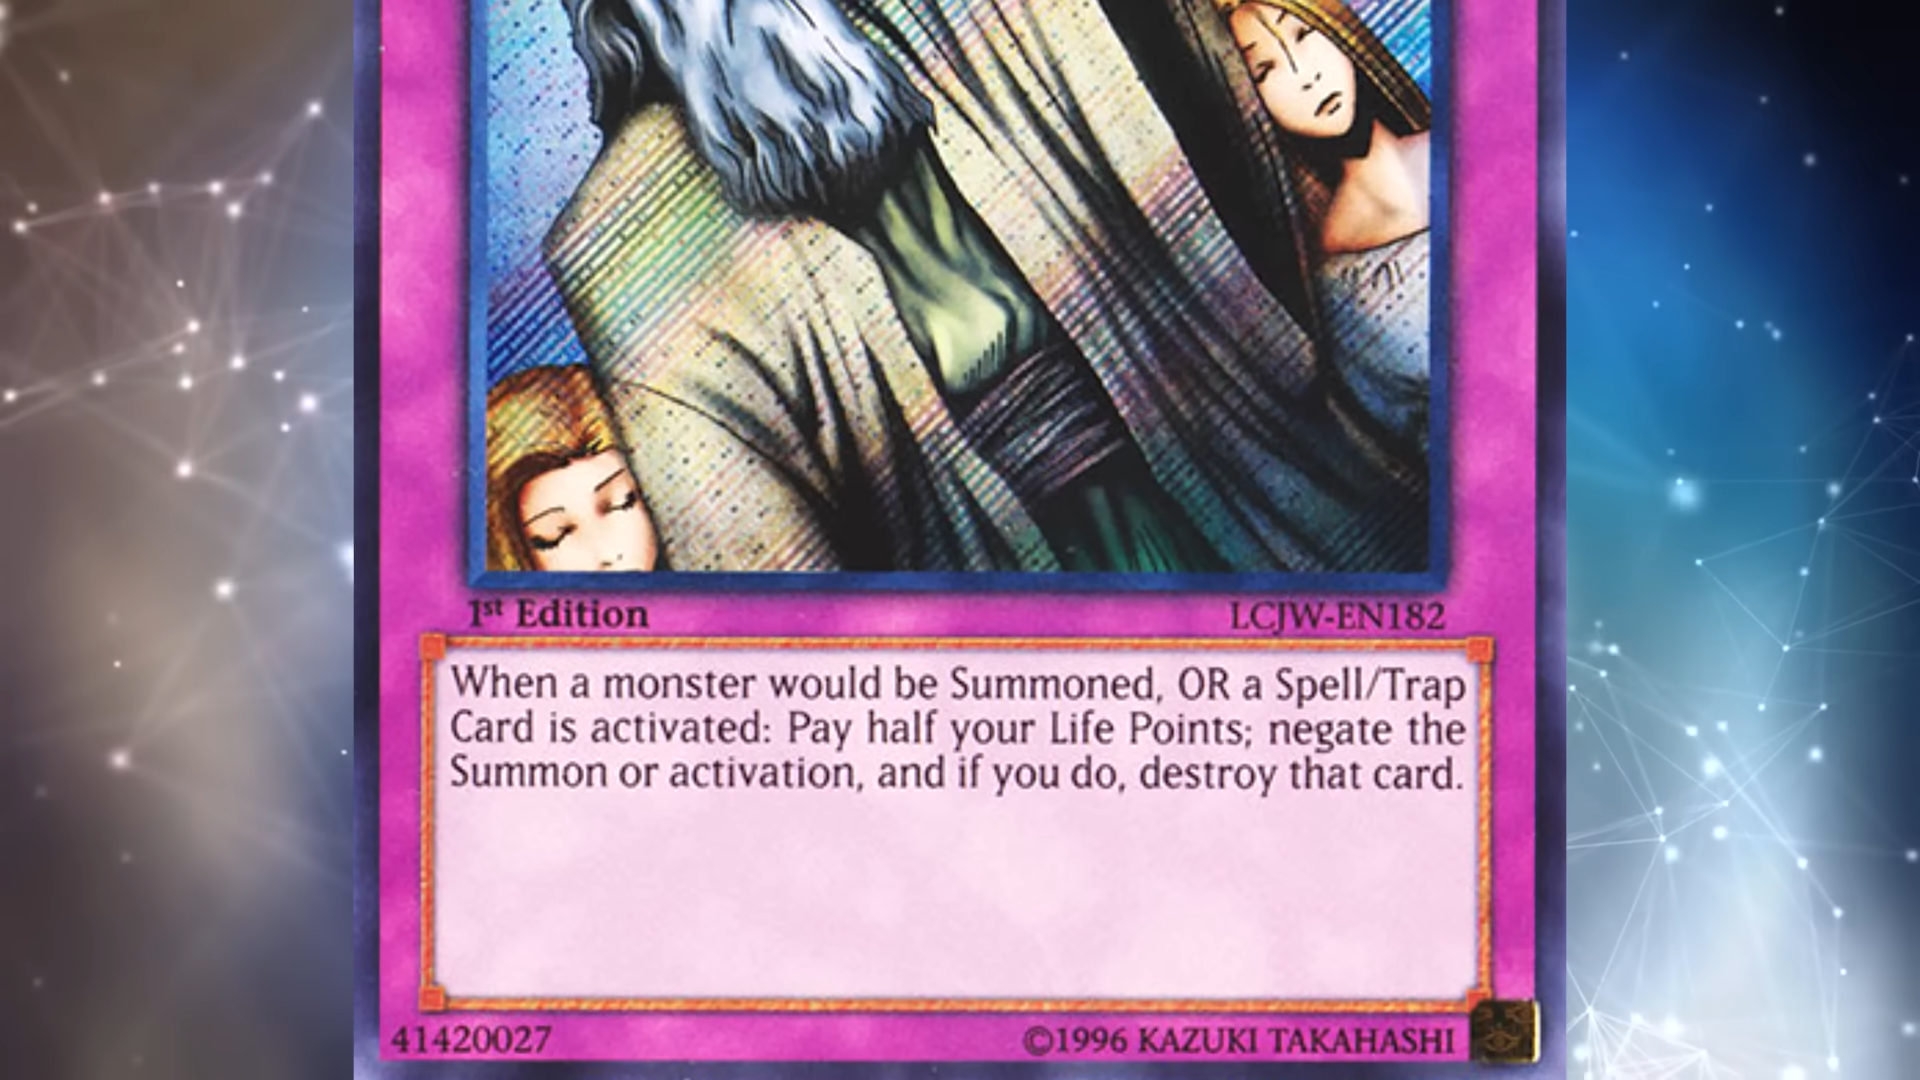 1st Edition
LCJW-EN182
When a monster would be Summoned, OR a Spell/Trap
Card is activated: Pay half your Life Points; negate the
Summon or activation, and if you do, destroy that card.
41420027
©1996 KAZUKI TAKAHASHI